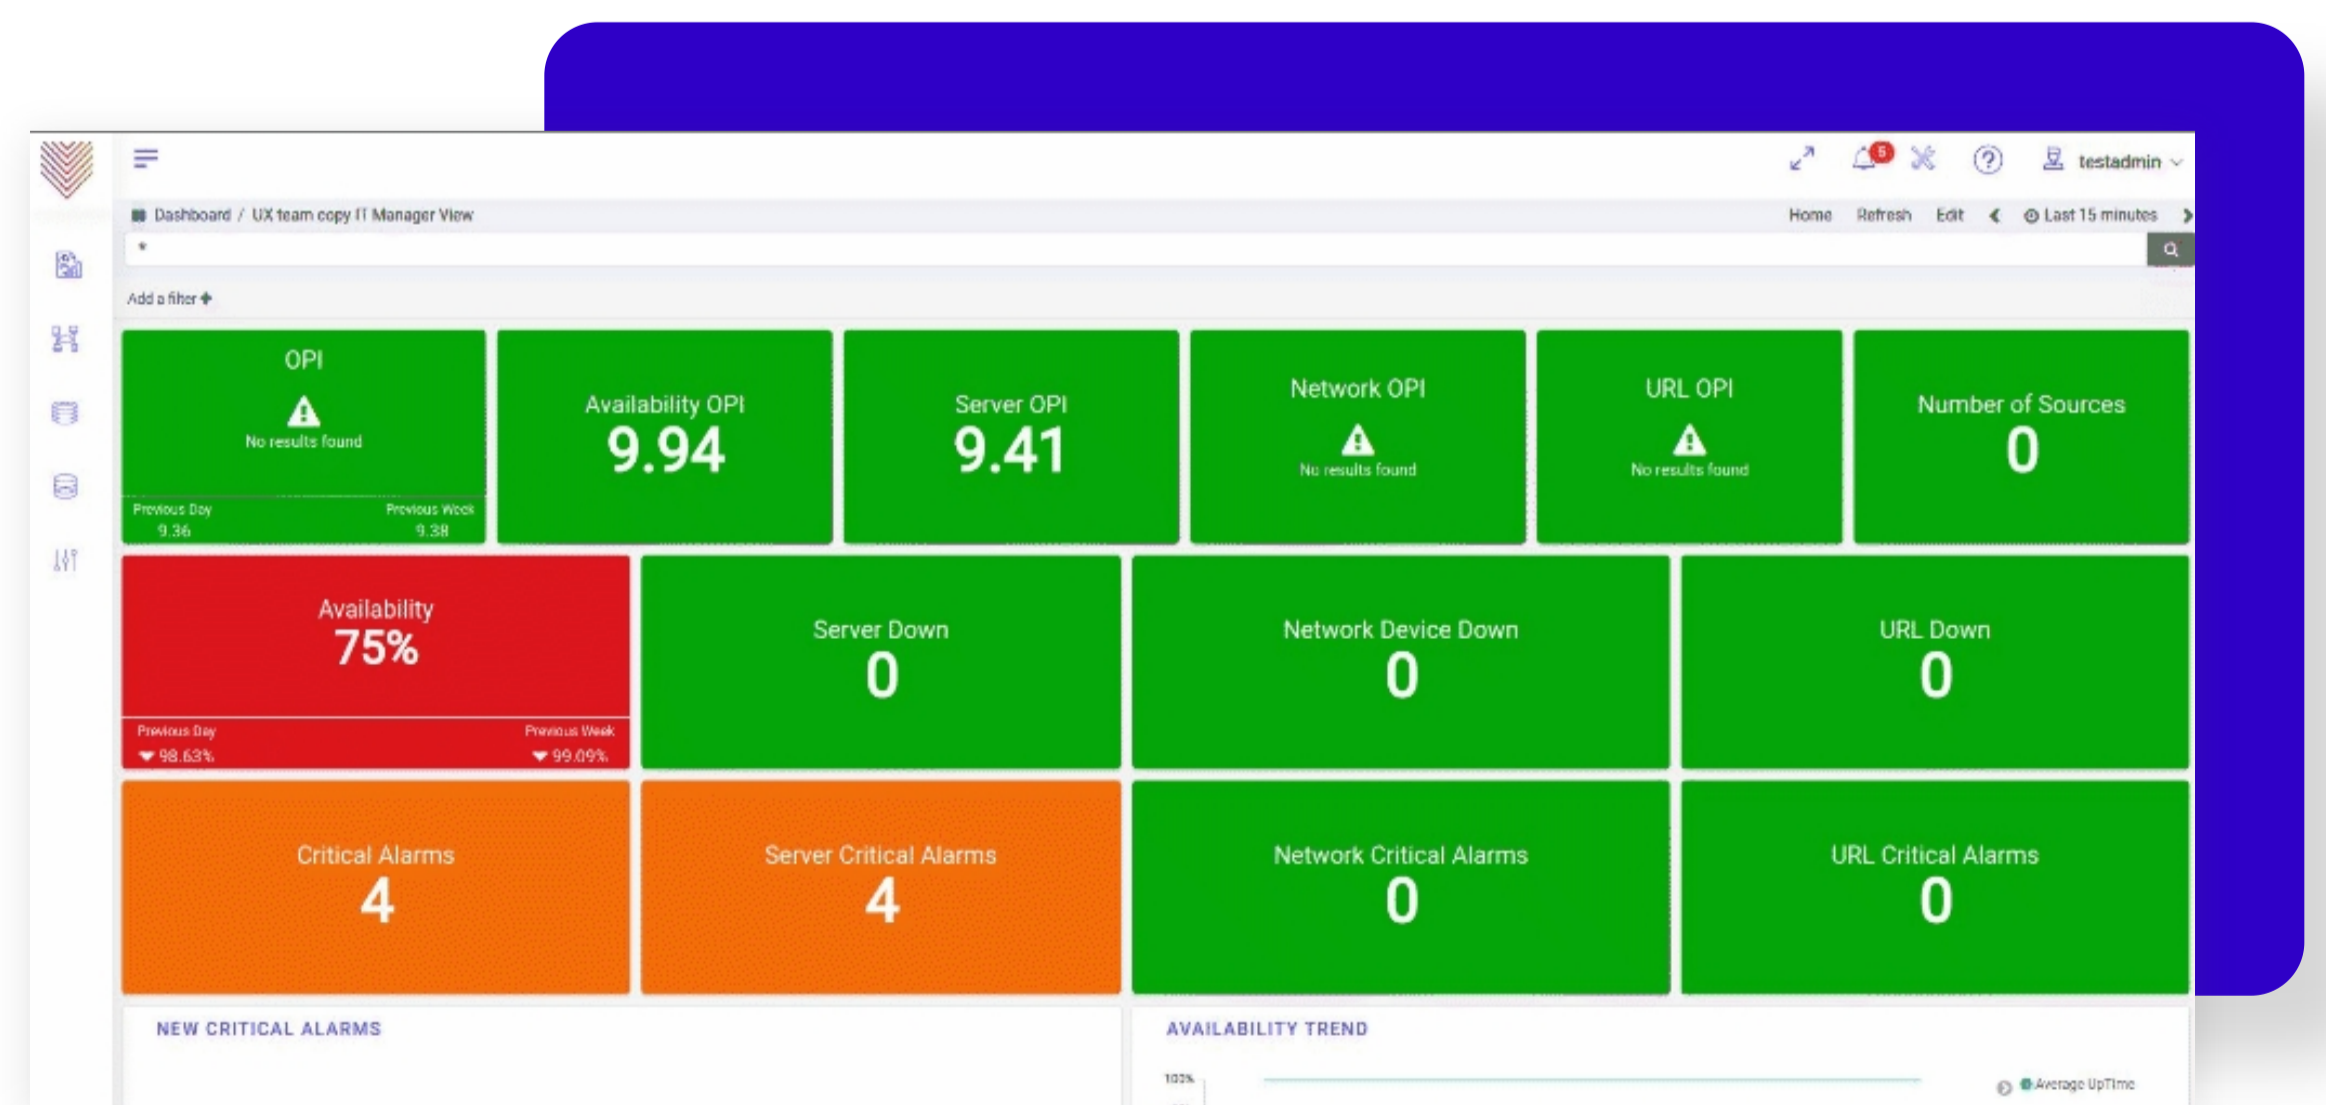 5
testadmin
Dashboard / UX team copy IT Manager View
Home Refresh Edit Last 15 minutes
*
Add a filter
OPI
No results found
Previous Day
9.36
Previous Week
9.38
Availability OPI
9.94
Server OPI
9.41
Network OPI
No results found
URL OPI
No results found
Number of Sources
0
Availability
75%
Previous Day
98.63%
Previous Week
99.09%
Server Down
0
Network Device Down
0
URL Down
0
Critical Alarms
4
Server Critical Alarms
4
Network Critical Alarms
0
URL Critical Alarms
0
NEW CRITICAL ALARMS
AVAILABILITY TREND
100%
Average UpTime